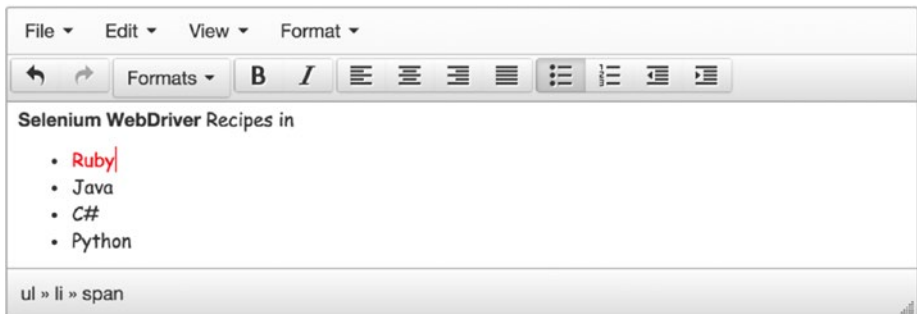 File Edit View Format
Formats B I
Selenium WebDriver Recipes in
• Ruby
• Java
• C#
• Python
ul » li » span